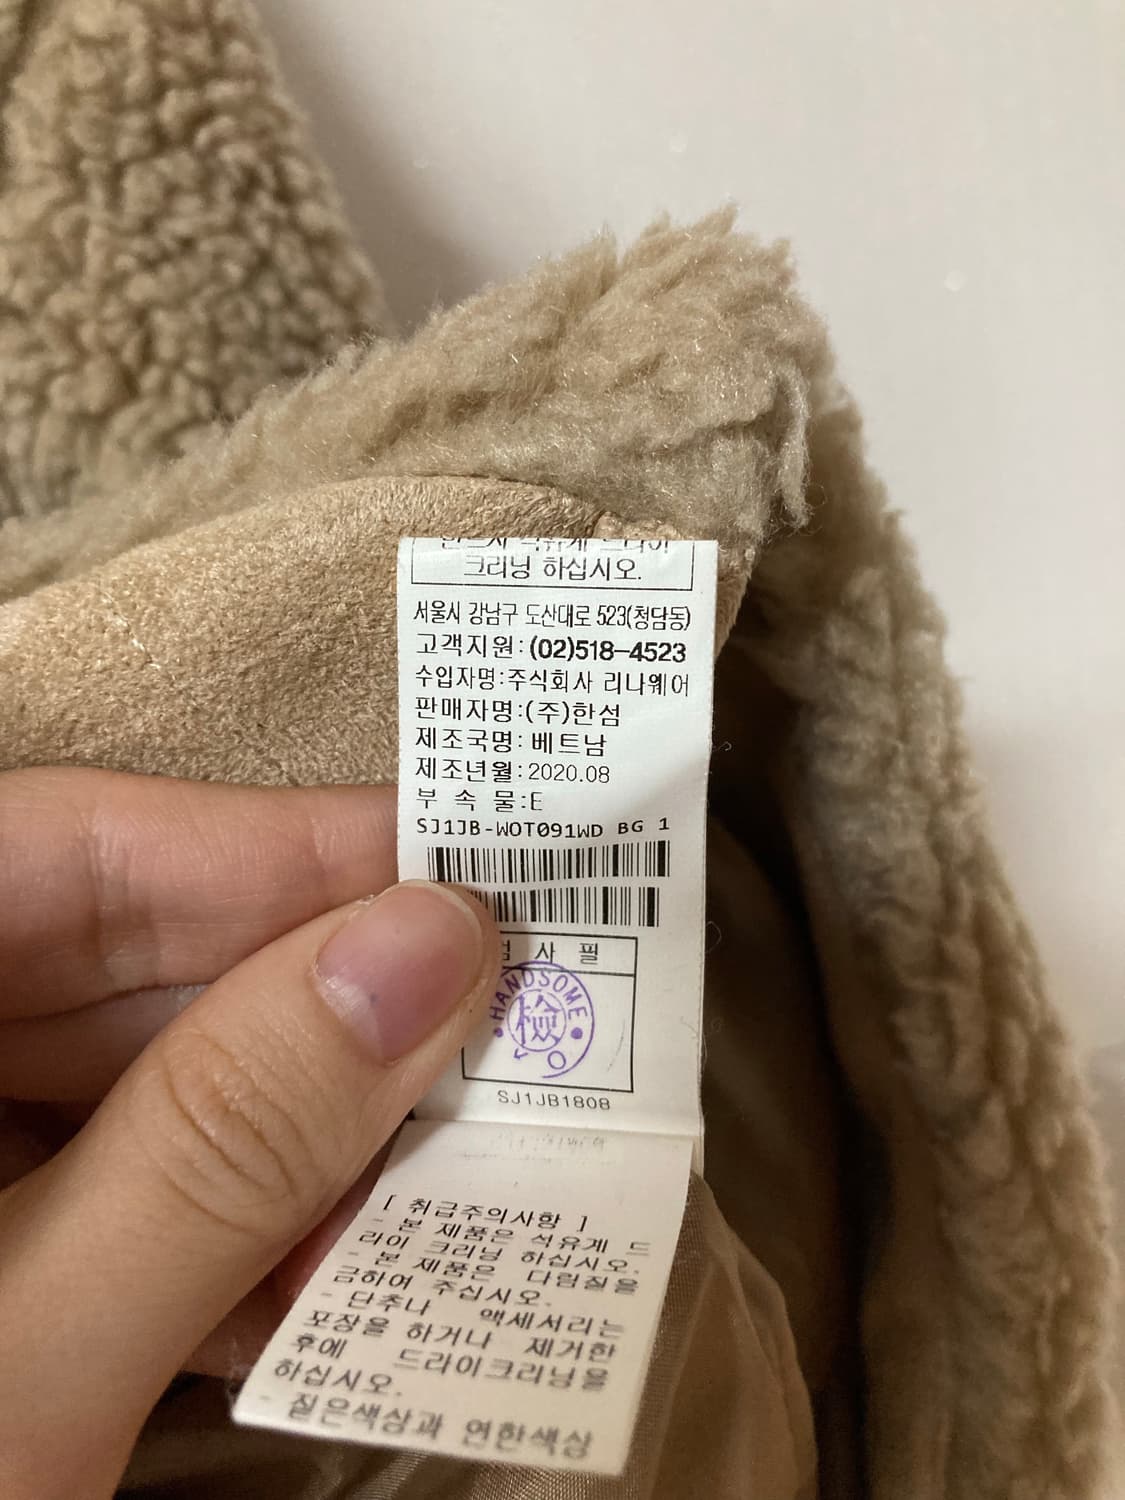 크리닝 하십시오.
서울시 강남구 도산대로 523(청담동)
고객지원: (02)518-4523
수입자명:주식회사 리나웨어
판매자명:(주)한섬
제조국명: 베트남
제조년월: 2020.08
부 속 물:E
SJ1JB-WOT091WD BG 1
사 필
HANDSOME
檢
SJ1JB1808
[ 취급주의사항 ]
- 본 제품은 석유계 드
라이 크리닝 하십시오.
- 본 제품은 다림질을
금하여 주십시오.
- 단추나 액세서리는
포장을 하거나 제거한
후에 드라이크리닝을
하십시오.
- 짙은색상과 연한색상